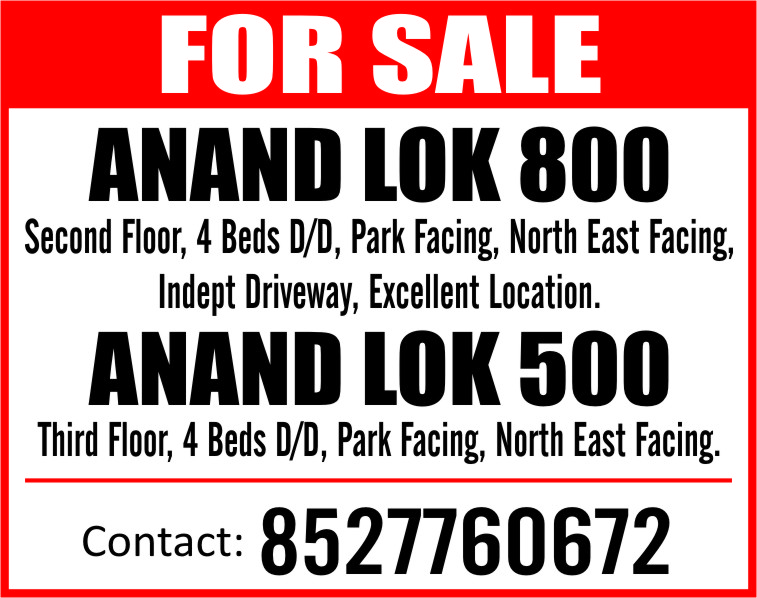 FOR SALE
ANAND LOK 800
Second Floor, 4 Beds D/D, Park Facing, North East Facing,
Indept Driveway, Excellent Location.
ANAND LOK 500
Third Floor, 4 Beds D/D, Park Facing, North East Facing.
Contact: 8527760672